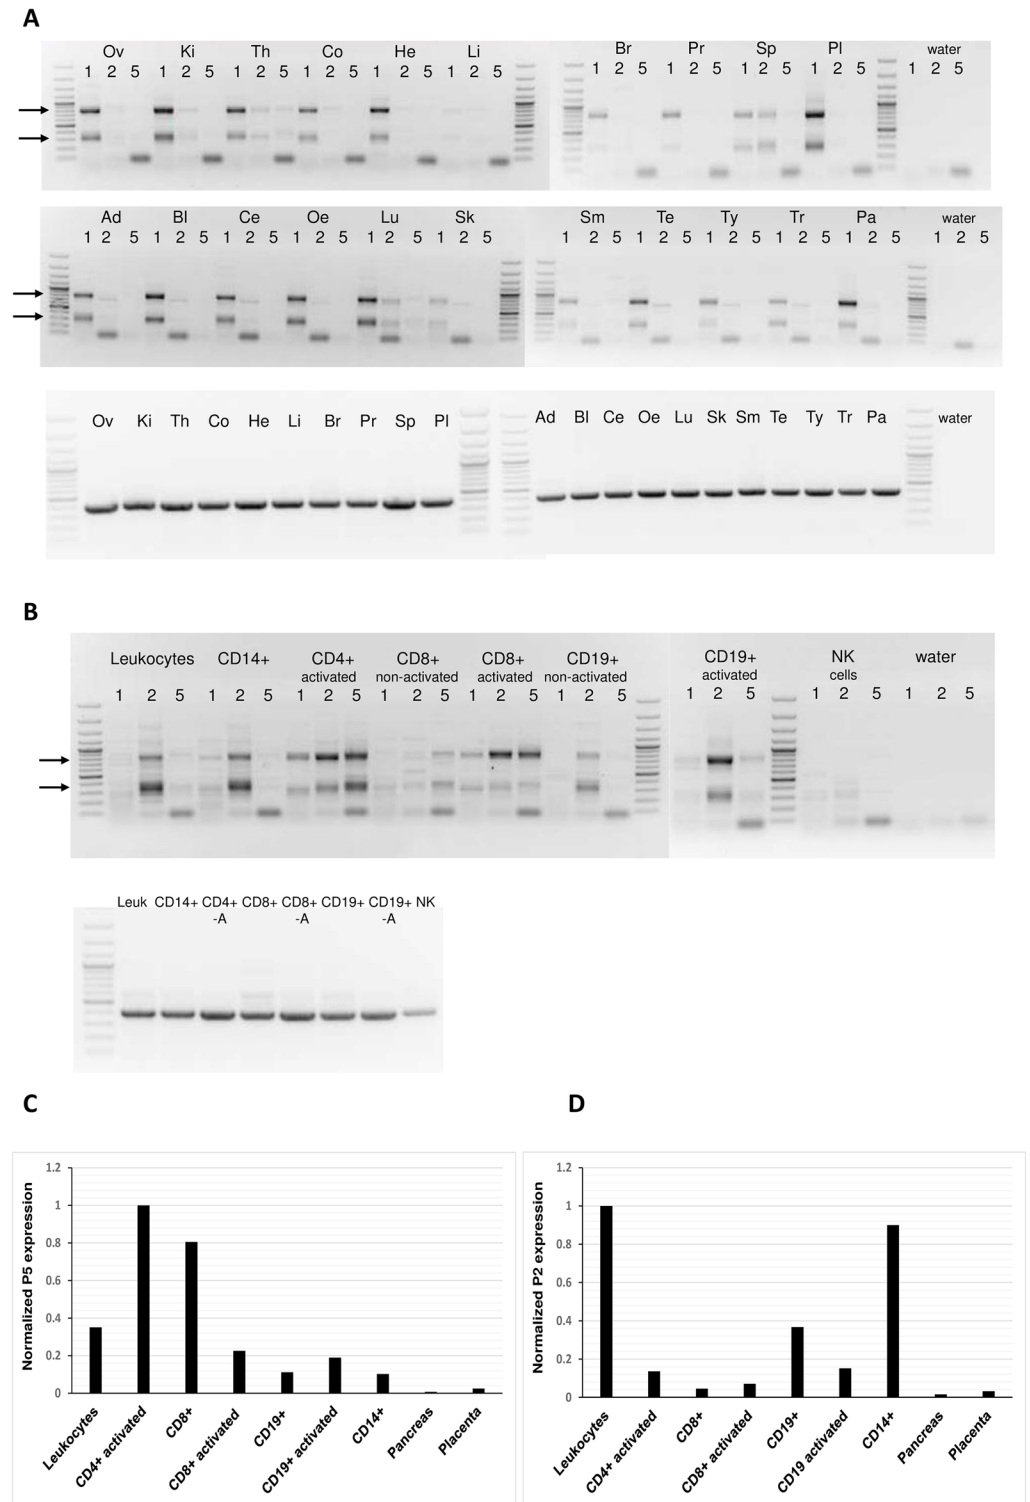 A
Ov Ki Th Co He Li Br Pr Sp Pl water
1 2 5 1 2 5 1 2 5 1 2 5 1 2 5 1 2 5 1 2 5 1 2 5 1 2 5 1 2 5 1 2 5
Ad Bl Ce Oe Lu Sk Sm Te Ty Tr Pa water
1 2 5 1 2 5 1 2 5 1 2 5 1 2 5 1 2 5 1 2 5 1 2 5 1 2 5 1 2 5 1 2 5 1 2 5
Ov Ki Th Co He Li Br Pr Sp Pl Ad Bl Ce Oe Lu Sk Sm Te Ty Tr Pa water
B
Leukocytes CD14+ CD4+ CD8+ CD8+ CD19+ CD19+ NK water
activated non-activated activated non-activated activated cells
1 2 5 1 2 5 1 2 5 1 2 5 1 2 5 1 2 5 1 2 5 1 2 5 1 2 5
Leuk CD14+ CD4+ CD8+ CD8+ CD19+ CD19+ NK
-A -A -A
C
Normalized P5 expression
1.2
1
0.8
0.6
0.4
0.2
0
Leukocytes
CD4+ activated
CD8+
CD8+ activated
CD19+
CD19+ activated
CD14+
Pancreas
Placenta
D
Normalized P2 expression
1.2
1
0.8
0.6
0.4
0.2
0
Leukocytes
CD4+ activated
CD8+
CD8+ activated
CD19+
CD19 activated
CD14+
Pancreas
Placenta